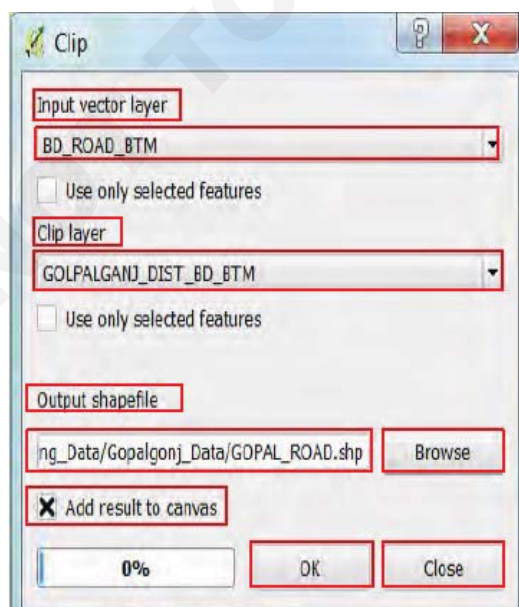 Clip
Input vector layer
BD_ROAD_BTM
Use only selected features
Clip layer
GOLPALGANJ_DIST_BD_BTM
Use only selected features
Output shapefile
ng_Data/Gopalgonj_Data/GOPAL_ROAD.shp Browse
Add result to canvas
0% OK Close